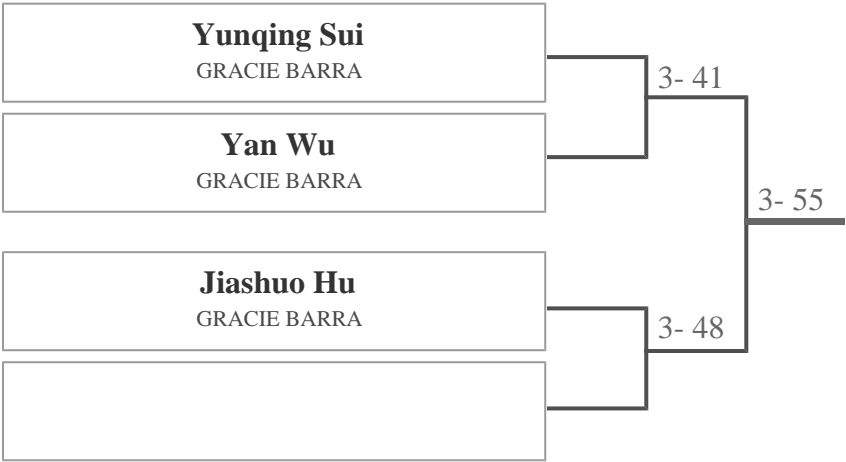 Yunqing Sui
GRACIE BARRA
3- 41
Yan Wu
GRACIE BARRA
3- 55
Jiashuo Hu
GRACIE BARRA
3- 48